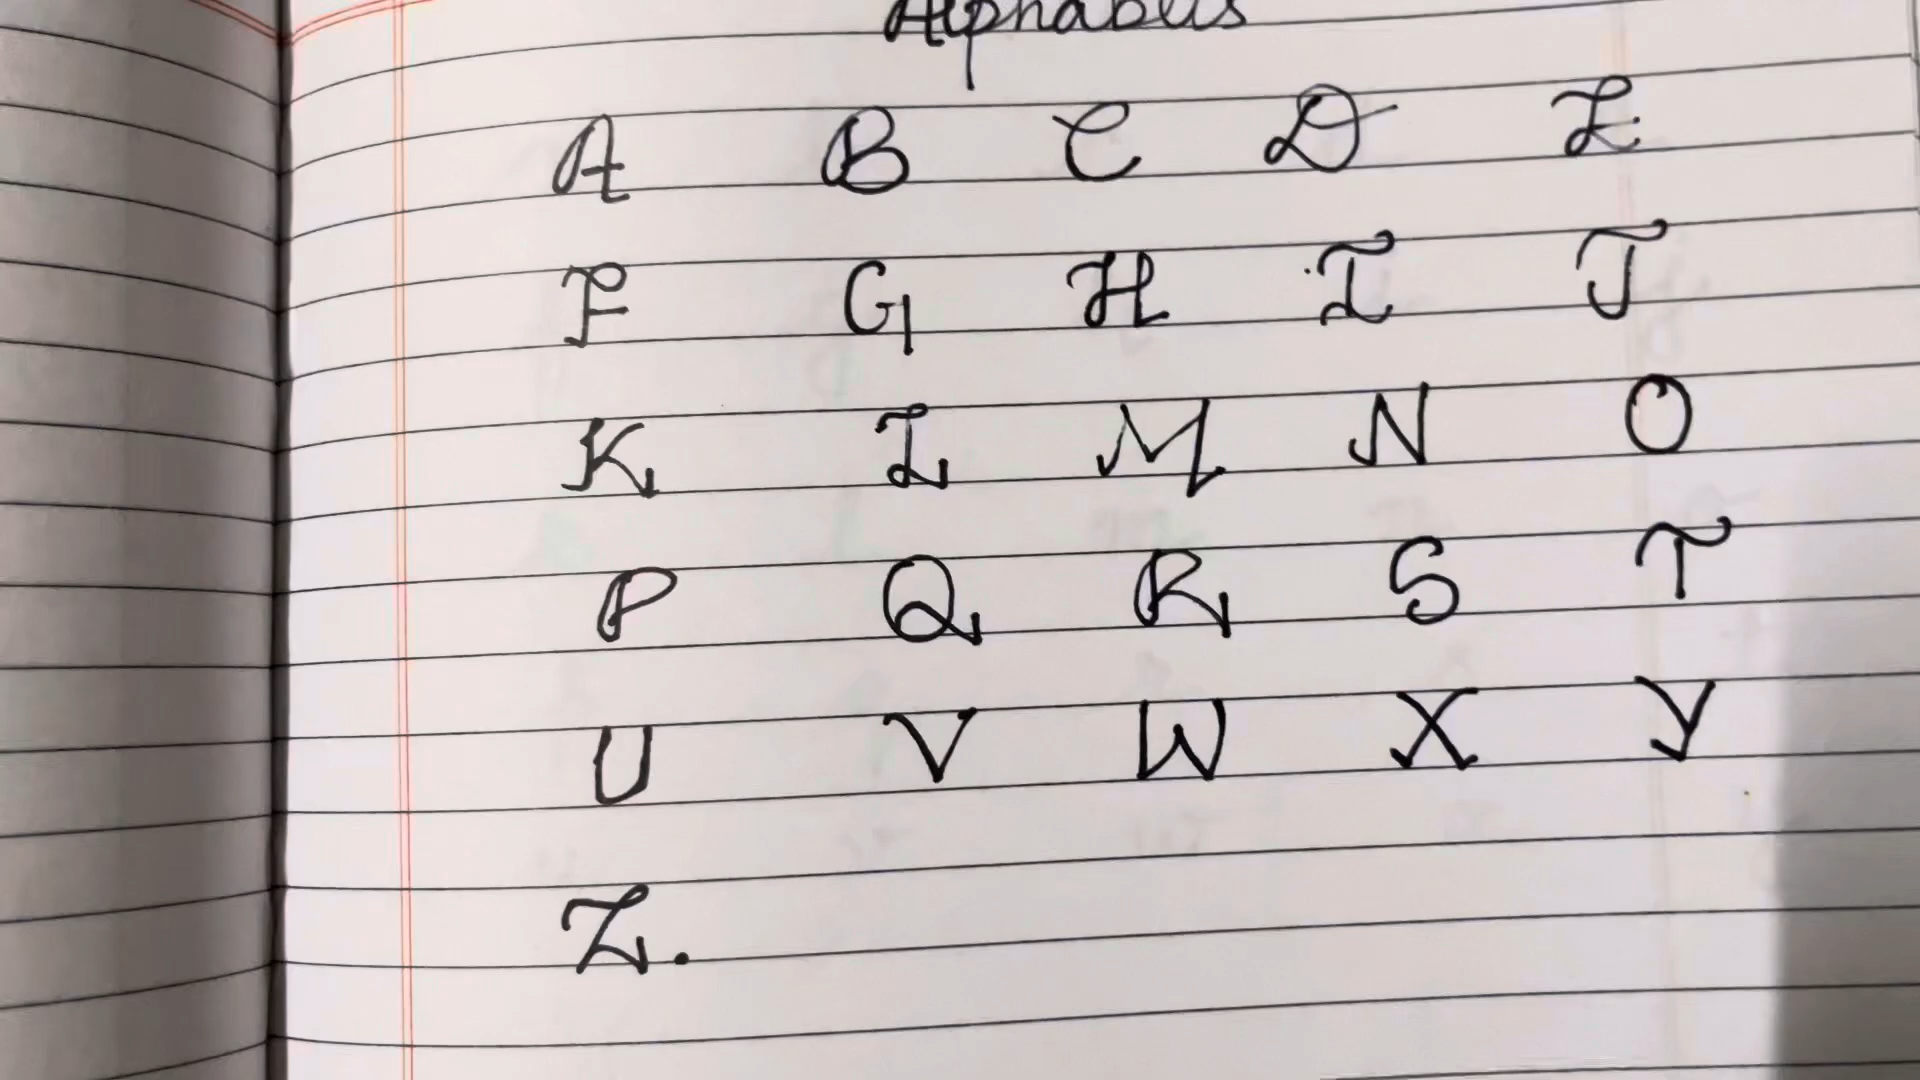 Alphabets
A B C D E
F G H I J
K L M N O
P Q R S T
U V W X Y
Z.